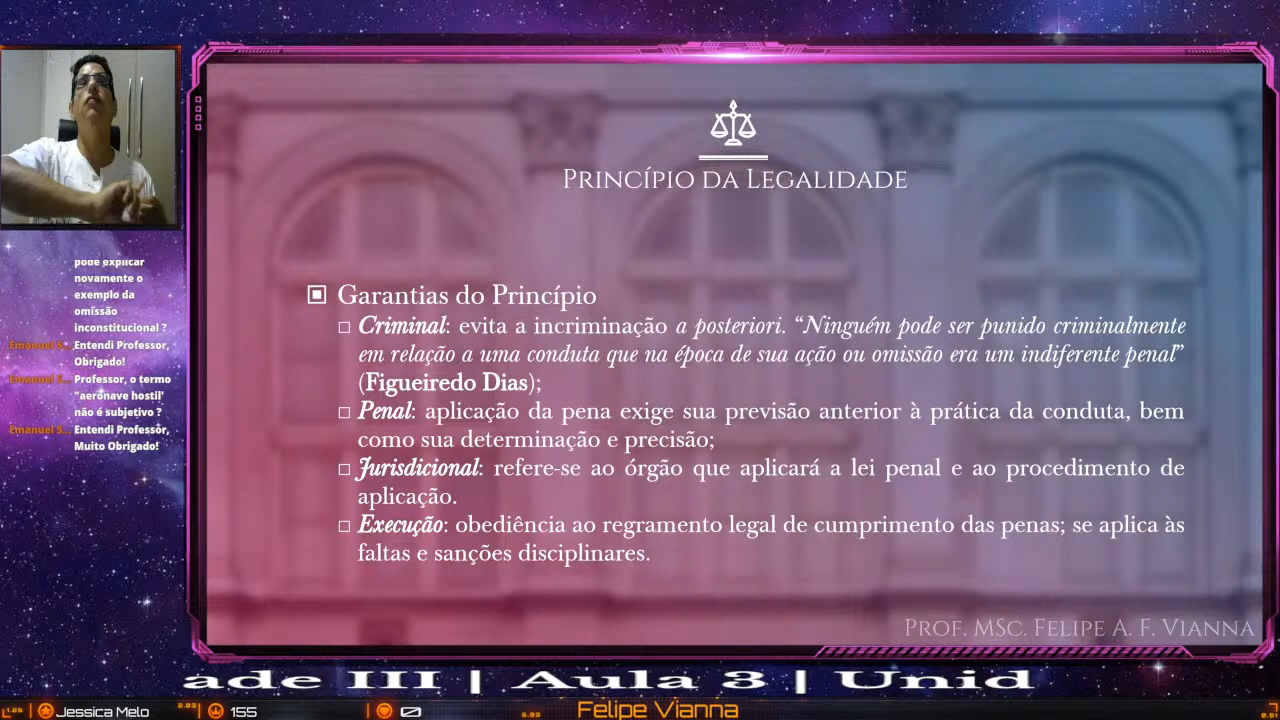 pode explicar
novamente o
exemplo da
omissão
inconstitucional ?
Emanuel S... Entendi Professor,
Obrigado!
Emanuel S... Professor, o termo
"aeronave hostil"
não é subjetivo ?
Emanuel S... Entendi Professor,
Muito Obrigado!
Princípio da Legalidade
Garantias do Princípio
Criminal: evita a incriminação a posteriori. “Ninguém pode ser punido criminalmente
em relação a uma conduta que na época de sua ação ou omissão era um indiferente penal”
(Figueiredo Dias);
Penal: aplicação da pena exige sua previsão anterior à prática da conduta, bem
como sua determinação e precisão;
Jurisdicional: refere-se ao órgão que aplicará a lei penal e ao procedimento de
aplicação.
Execução: obediência ao regramento legal de cumprimento das penas; se aplica às
faltas e sanções disciplinares.
Prof. MSc. Felipe A. F. Vianna
ade III | Aula 3 | Unid
Jessica Melo 155 0 Felipe Vianna